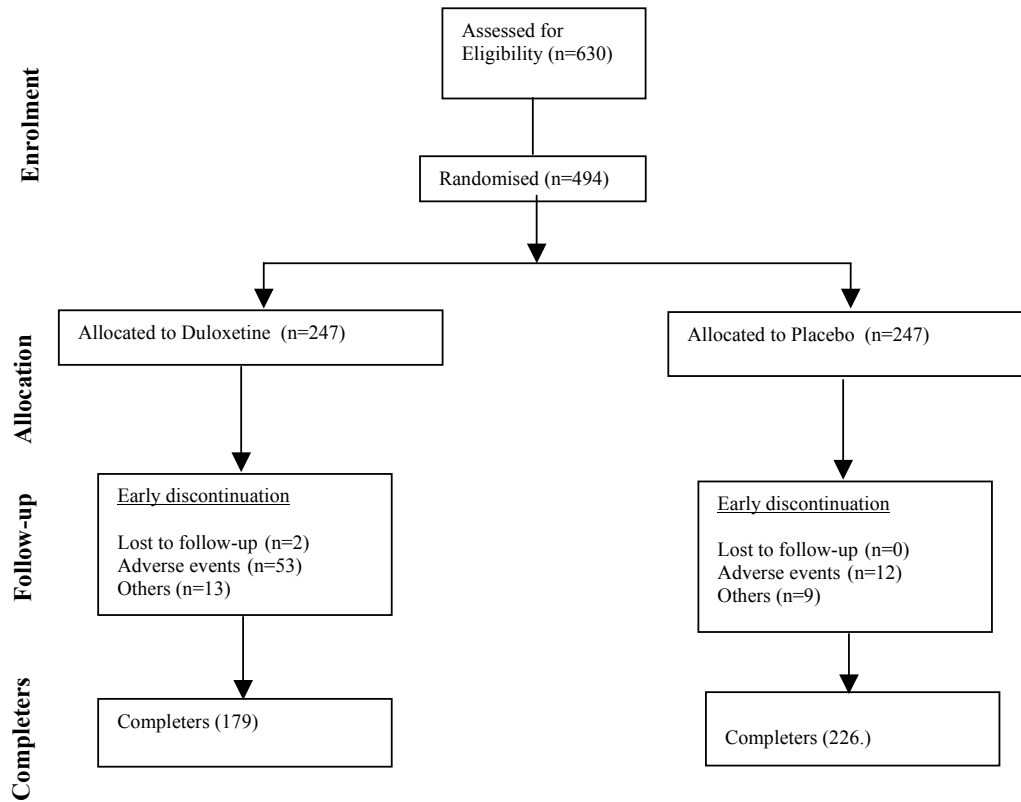 Enrolment
Assessed for
Eligibility (n=630)
Randomised (n=494)
Allocation
Allocated to Duloxetine (n=247)
Allocated to Placebo (n=247)
Follow-up
Early discontinuation
Lost to follow-up (n=2)
Adverse events (n=53)
Others (n=13)
Early discontinuation
Lost to follow-up (n=0)
Adverse events (n=12)
Others (n=9)
Completers
Completers (179)
Completers (226.)